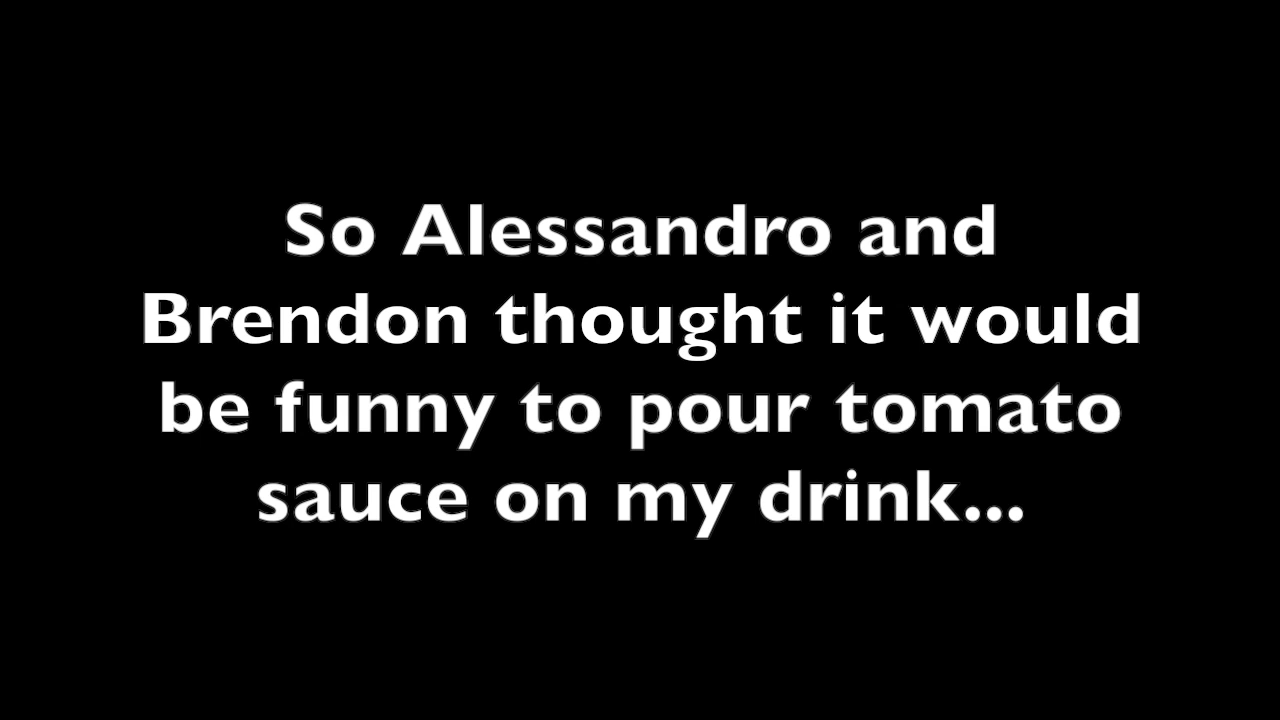 So Alessandro and
Brendon thought it would
be funny to pour tomato
sauce on my drink...